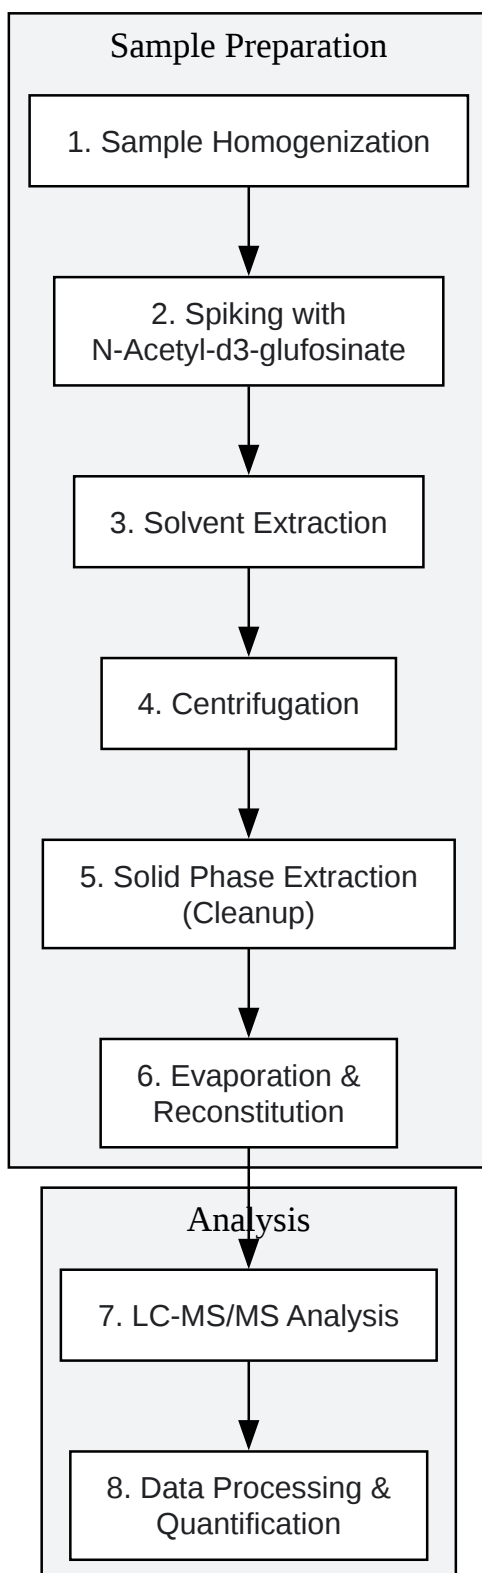 Sample Preparation
1. Sample Homogenization
2. Spiking with
N-Acetyl-d3-glufosinate
3. Solvent Extraction
4. Centrifugation
5. Solid Phase Extraction
(Cleanup)
6. Evaporation &
Reconstitution
Analysis
7. LC-MS/MS Analysis
8. Data Processing &
Quantification